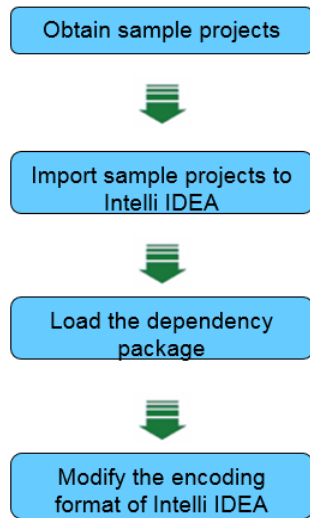 Obtain sample projects
Import sample projects to
Intelli IDEA
Load the dependency
package
Modify the encoding
format of Intelli IDEA